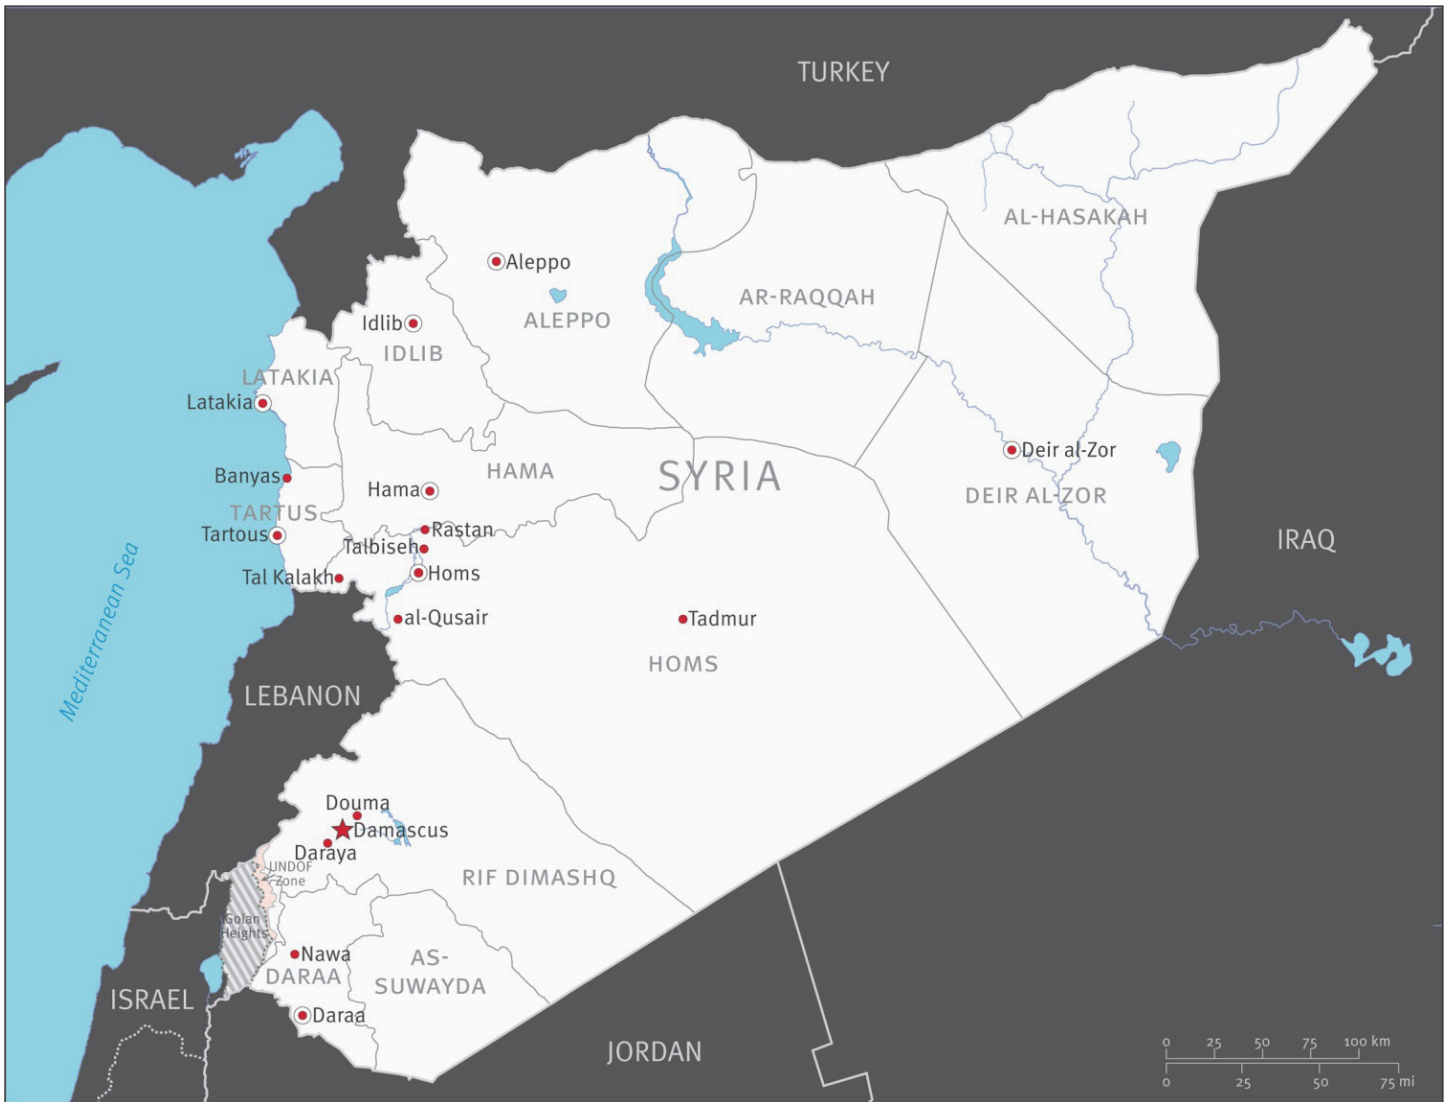 TURKEY
AL-HASAKAH
Aleppo
AR-RAQQAH
ALEPPO
Idlib
IDLIB
LATAKIA
Latakia
Deir al-Zor
HAMA
SYRIA
Banyas
Hama
DEIR AL-ZOR
TARTUS
Rastan
Tartous
Talbiseh
IRAQ
Tal Kalakh
Homs
al-Qusair
Tadmur
Mediterranean Sea
HOMS
LEBANON
Douma
Damascus
Daraya
UNDOF
Zone
RIF DIMASHQ
Golan
Heights
Nawa
AS-
SUWAYDA
DARAA
ISRAEL
Daraa
JORDAN
0 25 50 75 100 km
0 25 50 75 mi